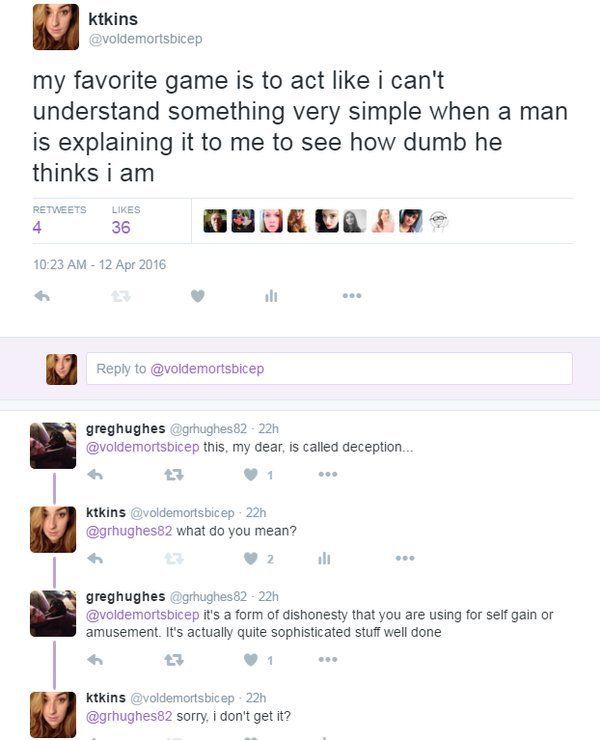 ktkins
@voldemortsbicep
my favorite game is to act like i can't
understand something very simple when a man
is explaining it to me to see how dumb he
thinks i am
RETWEETS LIKES
4 36
10:23 AM - 12 Apr 2016
Reply to @voldemortsbicep
greghughes @grhughes82 · 22h
@voldemortsbicep this, my dear, is called deception...
1
ktkins @voldemortsbicep · 22h
@grhughes82 what do you mean?
2
greghughes @grhughes82 · 22h
@voldemortsbicep it's a form of dishonesty that you are using for self gain or
amusement. It's actually quite sophisticated stuff well done
1
ktkins @voldemortsbicep · 22h
@grhughes82 sorry, i don't get it?